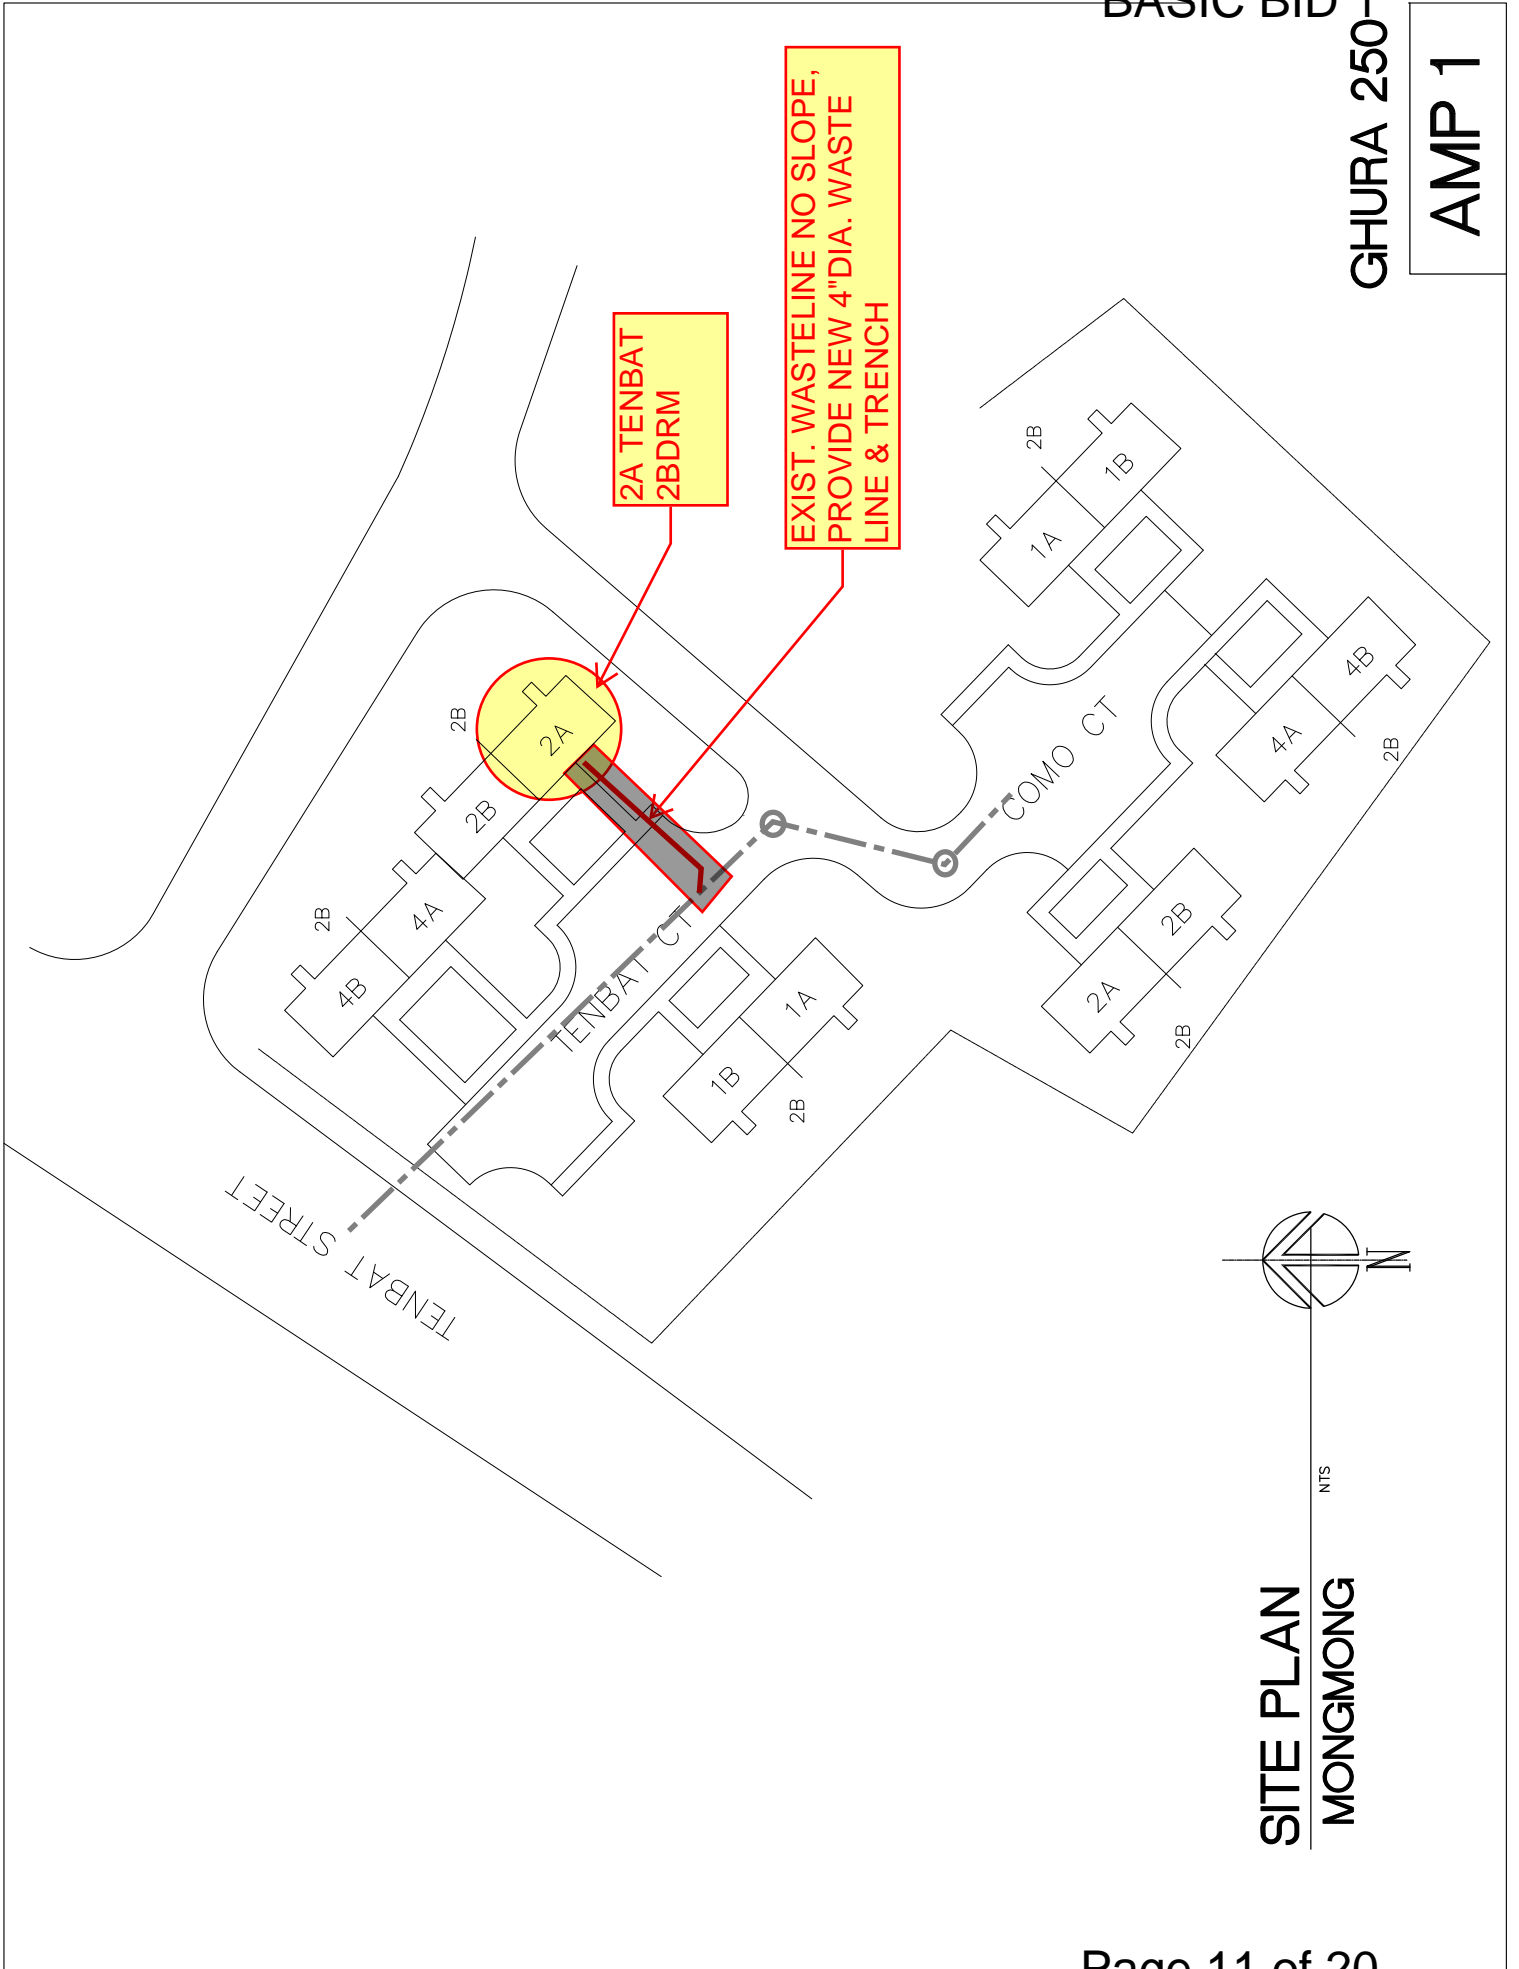 BASIC BID -
GHURA 250-
AMP 1
EXIST. WASTELINE NO SLOPE,
PROVIDE NEW 4"DIA. WASTE
LINE & TRENCH
2A TENBAT
2BDRM
2B
2A
2B
2B
4A
4B
TENBAT CT
1A
1B
2B
TENBAT STREET
2B
1B
1A
COMO CT
4B
4A
2B
2B
2A
2B
N
NTS
SITE PLAN
MONGMONG
Page 11 of 20